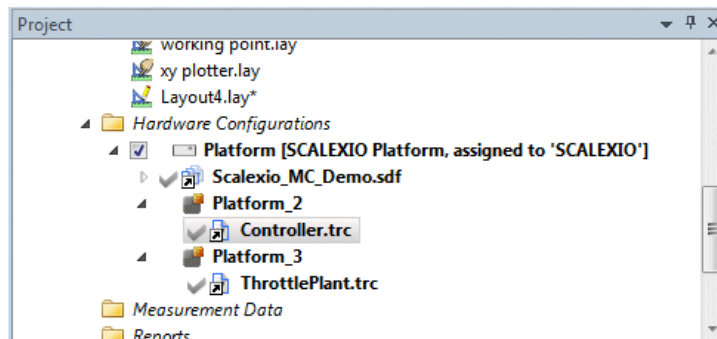 Project
working point.lay
xy plotter.lay
Layout4.lay*
Hardware Configurations
Platform [SCALEXIO Platform, assigned to 'SCALEXIO']
Scalexio_MC_Demo.sdf
Platform_2
Controller.trc
Platform_3
ThrottlePlant.trc
Measurement Data
Reports